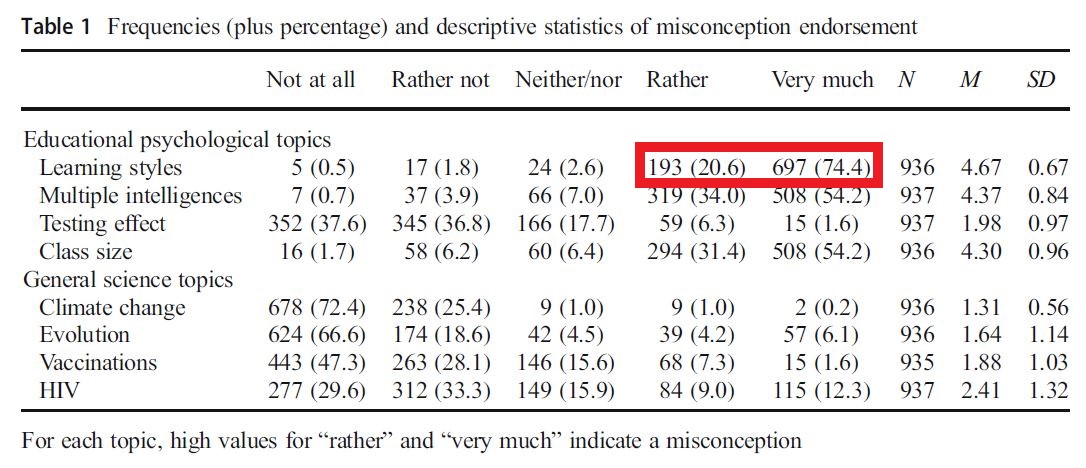 Table 1 Frequencies (plus percentage) and descriptive statistics of misconception endorsement
Not at all Rather not Neither/nor Rather Very much N M SD
Educational psychological topics
Learning styles 5 (0.5) 17 (1.8) 24 (2.6) 193 (20.6) 697 (74.4) 936 4.67 0.67
Multiple intelligences 7 (0.7) 37 (3.9) 66 (7.0) 319 (34.0) 508 (54.2) 937 4.37 0.84
Testing effect 352 (37.6) 345 (36.8) 166 (17.7) 59 (6.3) 15 (1.6) 937 1.98 0.97
Class size 16 (1.7) 58 (6.2) 60 (6.4) 294 (31.4) 508 (54.2) 936 4.30 0.96
General science topics
Climate change 678 (72.4) 238 (25.4) 9 (1.0) 9 (1.0) 2 (0.2) 936 1.31 0.56
Evolution 624 (66.6) 174 (18.6) 42 (4.5) 39 (4.2) 57 (6.1) 936 1.64 1.14
Vaccinations 443 (47.3) 263 (28.1) 146 (15.6) 68 (7.3) 15 (1.6) 935 1.88 1.03
HIV 277 (29.6) 312 (33.3) 149 (15.9) 84 (9.0) 115 (12.3) 937 2.41 1.32
For each topic, high values for “rather” and “very much” indicate a misconception